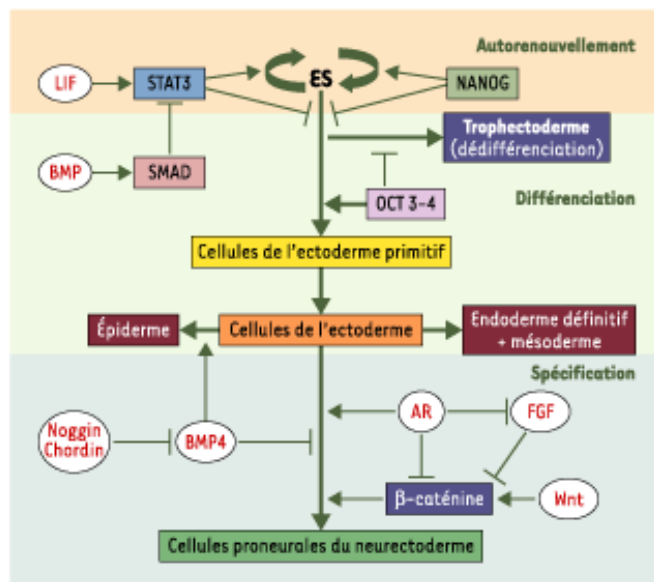 Autorenouvellement
LIF
STAT3
ES
NANOG
Trophectoderme
(dédifférenciation)
BMP
SMAD
OCT 3-4
Différenciation
Cellules de l'ectoderme primitif
Épiderme
Cellules de l'ectoderme
Endoderme définitif
+ mésoderme
Spécification
Noggin
Chordin
BMP4
AR
FGF
β-caténine
Wnt
Cellules proneurales du neurectoderme